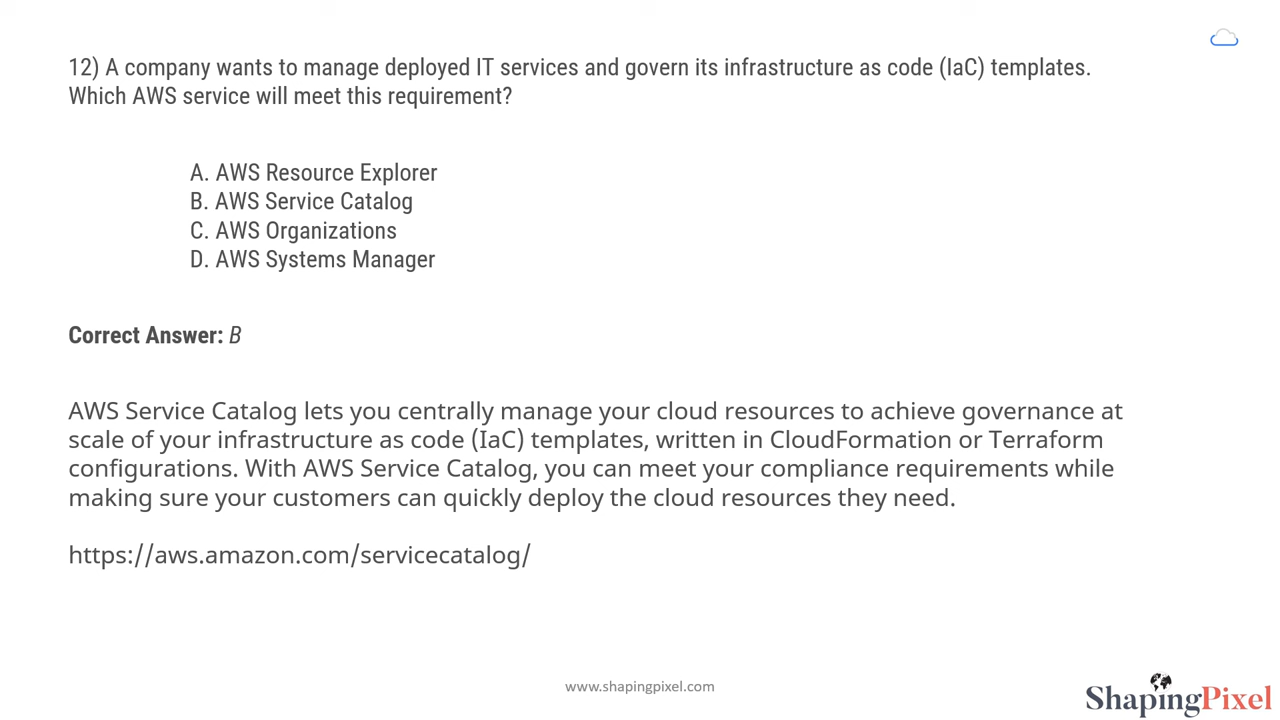 12) A company wants to manage deployed IT services and govern its infrastructure as code (IaC) templates.
Which AWS service will meet this requirement?
A. AWS Resource Explorer
B. AWS Service Catalog
C. AWS Organizations
D. AWS Systems Manager
Correct Answer: B
AWS Service Catalog lets you centrally manage your cloud resources to achieve governance at
scale of your infrastructure as code (IaC) templates, written in CloudFormation or Terraform
configurations. With AWS Service Catalog, you can meet your compliance requirements while
making sure your customers can quickly deploy the cloud resources they need.
https://aws.amazon.com/servicecatalog/
www.shapingpixel.com
ShapingPixel